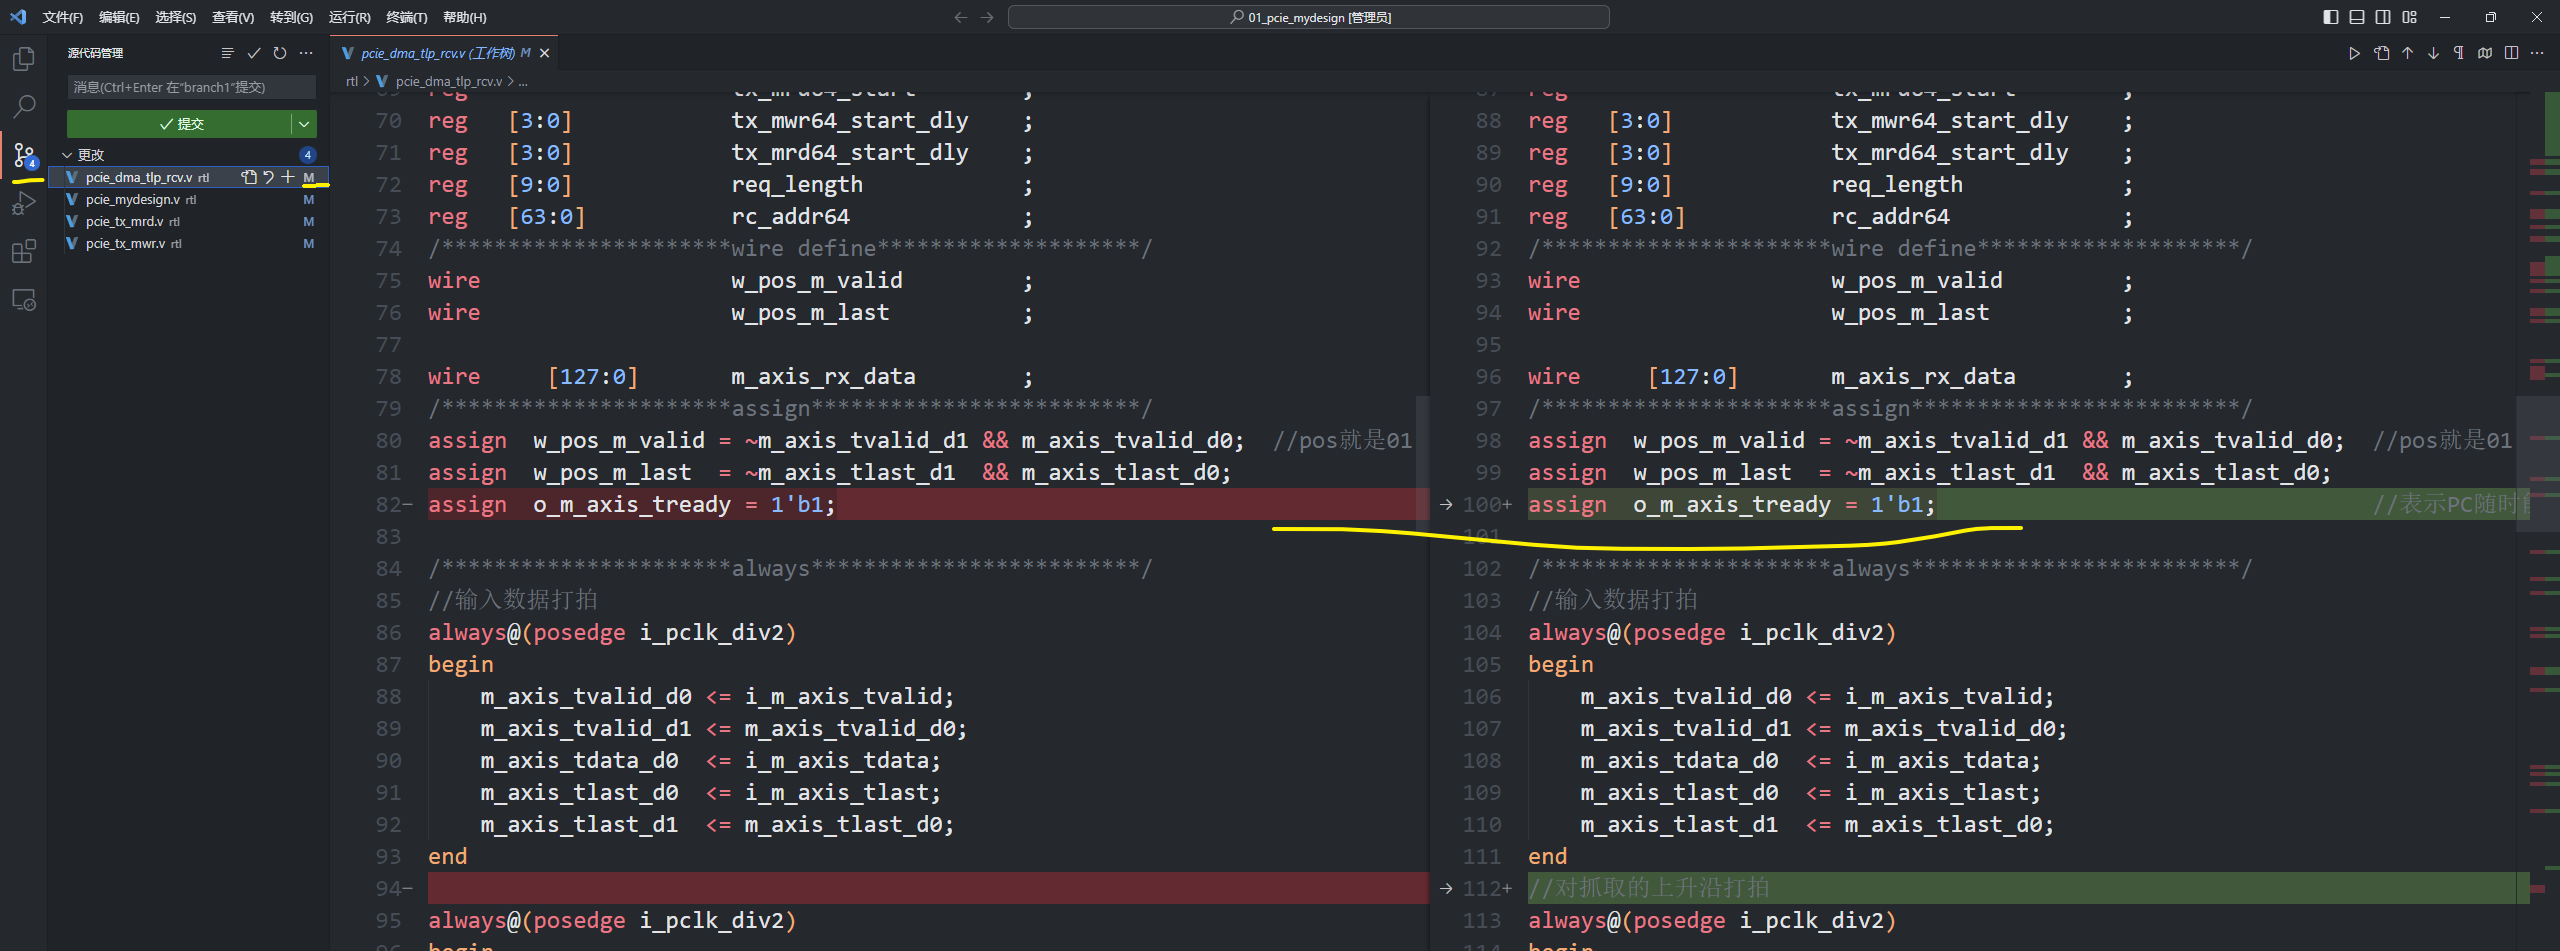 文件(F) 编辑(E) 选择(S) 查看(V) 转到(G) 运行(R) 终端(T) 帮助(H)
01_pcie_mydesign [管理员]
源代码管理
消息(Ctrl+Enter 在"branch1"提交)
提交
更改 4
4
pcie_dma_tlp_rcv.v rtl M
pcie_mydesign.v rtl M
pcie_tx_mrd.v rtl M
pcie_tx_mwr.v rtl M
pcie_dma_tlp_rcv.v (工作树) M
rtl > pcie_dma_tlp_rcv.v > ...
69 reg tx_mrd64_start ;
70 reg [3:0] tx_mwr64_start_dly ;
71 reg [3:0] tx_mrd64_start_dly ;
72 reg [9:0] req_length ;
73 reg [63:0] rc_addr64 ;
74 /**********************wire define********************/
75 wire w_pos_m_valid ;
76 wire w_pos_m_last ;
77
78 wire [127:0] m_axis_rx_data ;
79 /**********************assign*************************/
80 assign w_pos_m_valid = ~m_axis_tvalid_d1 && m_axis_tvalid_d0; //pos就是01
81 assign w_pos_m_last = ~m_axis_tlast_d1 && m_axis_tlast_d0;
82− assign o_m_axis_tready = 1'b1;
83
84 /**********************always*************************/
85 //输入数据打拍
86 always@(posedge i_pclk_div2)
87 begin
88 m_axis_tvalid_d0 <= i_m_axis_tvalid;
89 m_axis_tvalid_d1 <= m_axis_tvalid_d0;
90 m_axis_tdata_d0 <= i_m_axis_tdata;
91 m_axis_tlast_d0 <= i_m_axis_tlast;
92 m_axis_tlast_d1 <= m_axis_tlast_d0;
93 end
94−
95 always@(posedge i_pclk_div2)
96 begin
87 reg tx_mrd64_start ;
88 reg [3:0] tx_mwr64_start_dly ;
89 reg [3:0] tx_mrd64_start_dly ;
90 reg [9:0] req_length ;
91 reg [63:0] rc_addr64 ;
92 /**********************wire define********************/
93 wire w_pos_m_valid ;
94 wire w_pos_m_last ;
95
96 wire [127:0] m_axis_rx_data ;
97 /**********************assign*************************/
98 assign w_pos_m_valid = ~m_axis_tvalid_d1 && m_axis_tvalid_d0; //pos就是01
99 assign w_pos_m_last = ~m_axis_tlast_d1 && m_axis_tlast_d0;
100+ assign o_m_axis_tready = 1'b1; //表示PC随时
101
102 /**********************always*************************/
103 //输入数据打拍
104 always@(posedge i_pclk_div2)
105 begin
106 m_axis_tvalid_d0 <= i_m_axis_tvalid;
107 m_axis_tvalid_d1 <= m_axis_tvalid_d0;
108 m_axis_tdata_d0 <= i_m_axis_tdata;
109 m_axis_tlast_d0 <= i_m_axis_tlast;
110 m_axis_tlast_d1 <= m_axis_tlast_d0;
111 end
112+ //对抓取的上升沿打拍
113 always@(posedge i_pclk_div2)
114 begin